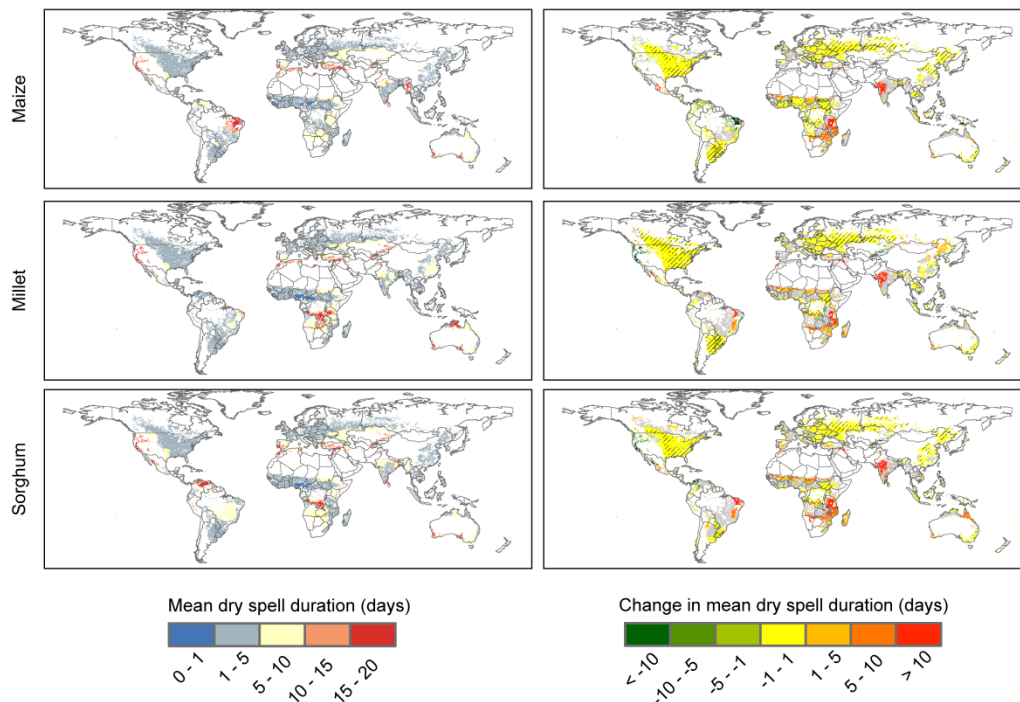 Maize
Millet
Sorghum
Mean dry spell duration (days)
0 - 1
1 - 5
5 - 10
10 - 15
15 - 20
Change in mean dry spell duration (days)
< -10
-10 - -5
-5 - -1
-1 - 1
1 - 5
5 - 10
> 10